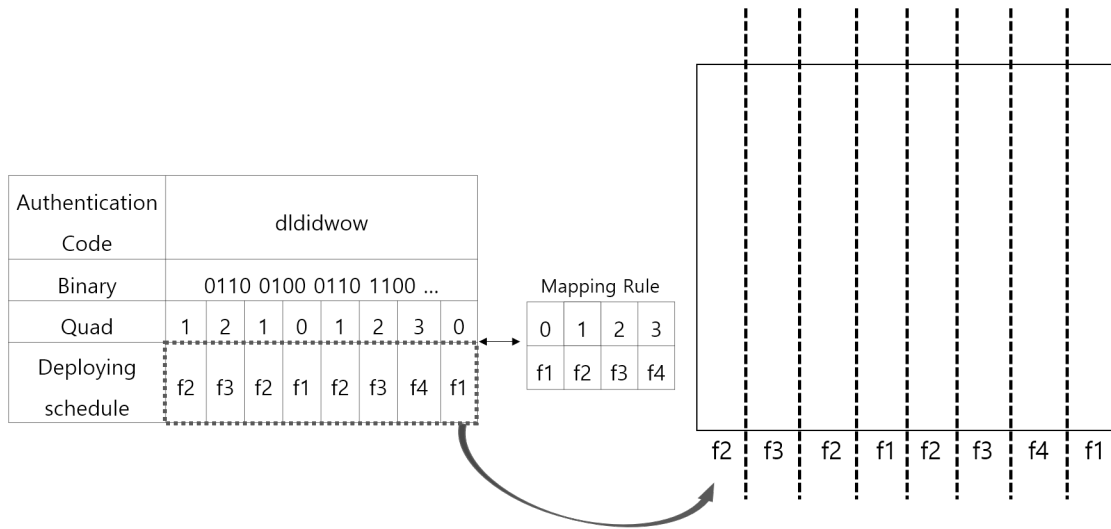 Authentication
Code
dldidwow
Binary
0110 0100 0110 1100 ...
Quad
1 2 1 0 1 2 3 0
Deploying
schedule
f2 f3 f2 f1 f2 f3 f4 f1
Mapping Rule
0 1 2 3
f1 f2 f3 f4
f2 f3 f2 f1 f2 f3 f4 f1